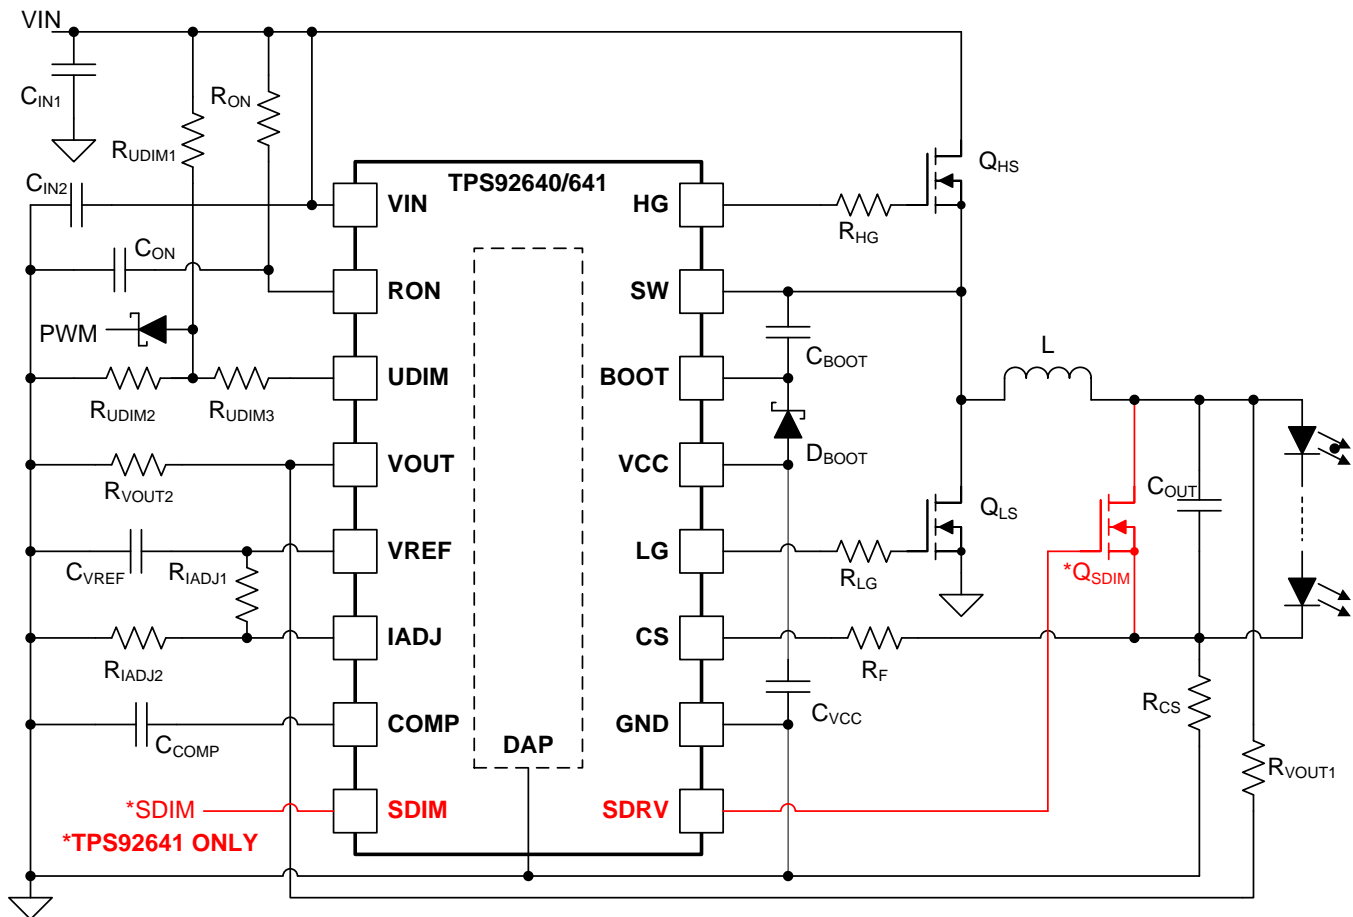 VIN
CIN1
RON
RUDIM1
QHS
CIN2
TPS92640/641
VIN
HG
RHG
CON
RON
SW
PWM
CBOOT
L
UDIM
BOOT
RUDIM2
RUDIM3
DBOOT
VOUT
VCC
RVOUT2
COUT
QLS
VREF
LG
CVREF
RIADJ1
RLG
*QSDIM
IADJ
CS
RIADJ2
RF
RCS
COMP
CVCC
GND
CCOMP
DAP
RVOUT1
*SDIM
SDIM
SDRV
*TPS92641 ONLY